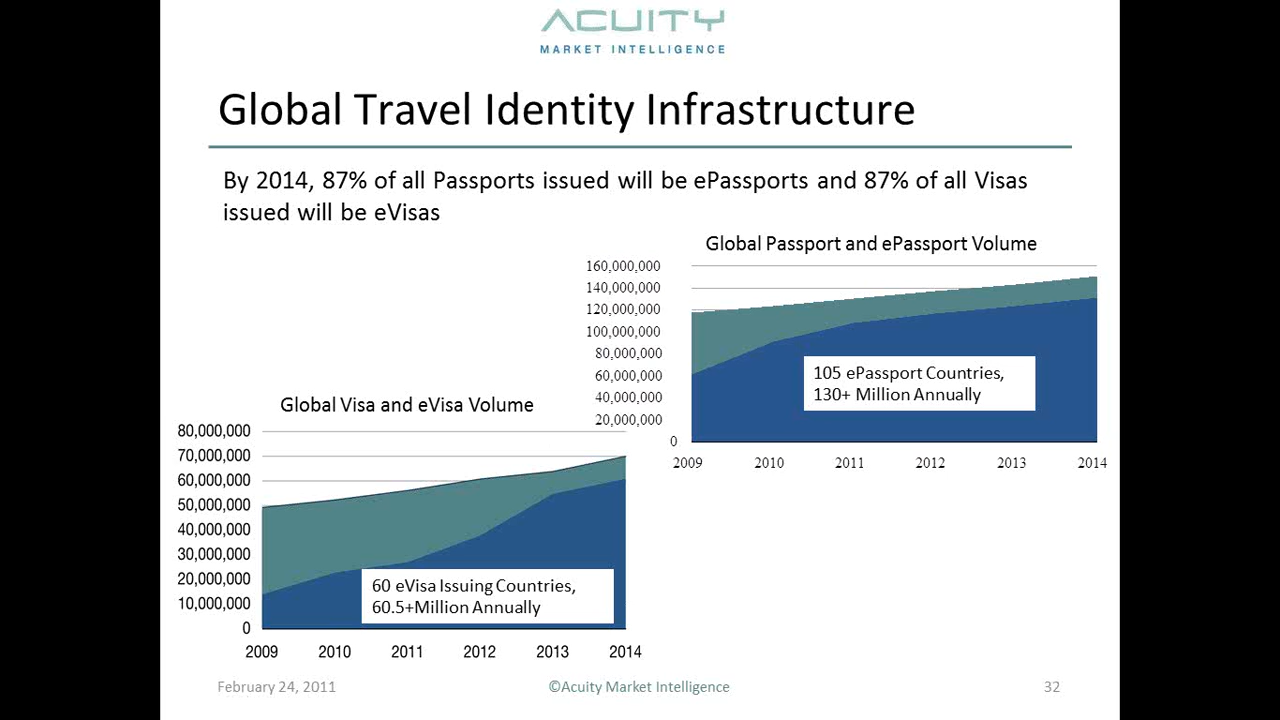 ACUITY
MARKET INTELLIGENCE
Global Travel Identity Infrastructure
By 2014, 87% of all Passports issued will be ePassports and 87% of all Visas
issued will be eVisas
Global Passport and ePassport Volume
160,000,000
140,000,000
120,000,000
100,000,000
80,000,000
60,000,000
40,000,000
20,000,000
0
105 ePassport Countries,
130+ Million Annually
2009 2010 2011 2012 2013 2014
Global Visa and eVisa Volume
80,000,000
70,000,000
60,000,000
50,000,000
40,000,000
30,000,000
20,000,000
10,000,000
0
60 eVisa Issuing Countries,
60.5+Million Annually
2009 2010 2011 2012 2013 2014
February 24, 2011
©Acuity Market Intelligence
32